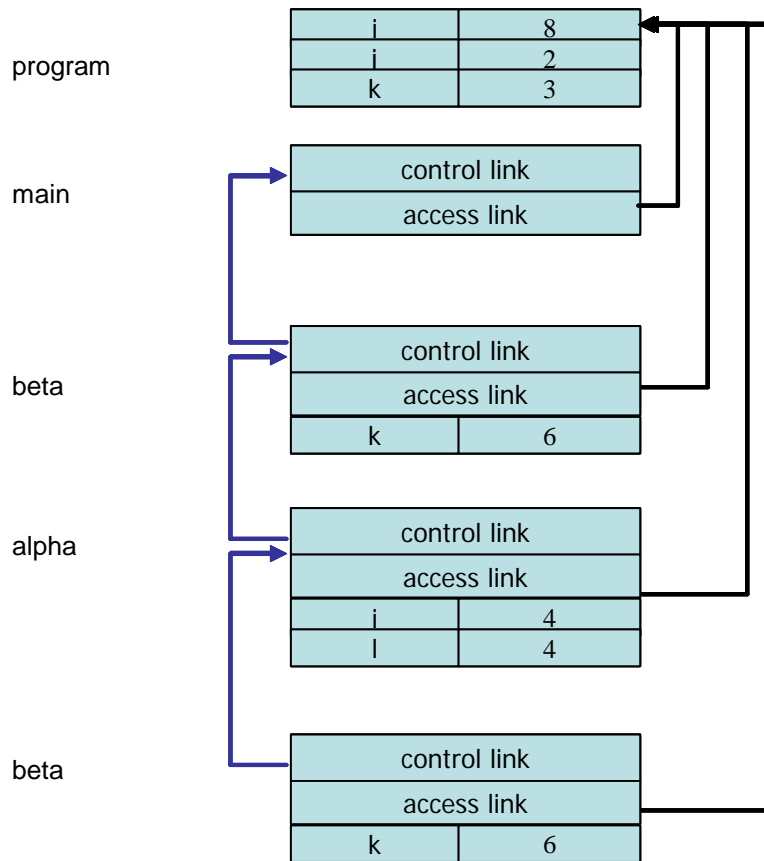 program
i 8
i 2
k 3
main
control link
access link
beta
control link
access link
k 6
alpha
control link
access link
i 4
l 4
beta
control link
access link
k 6